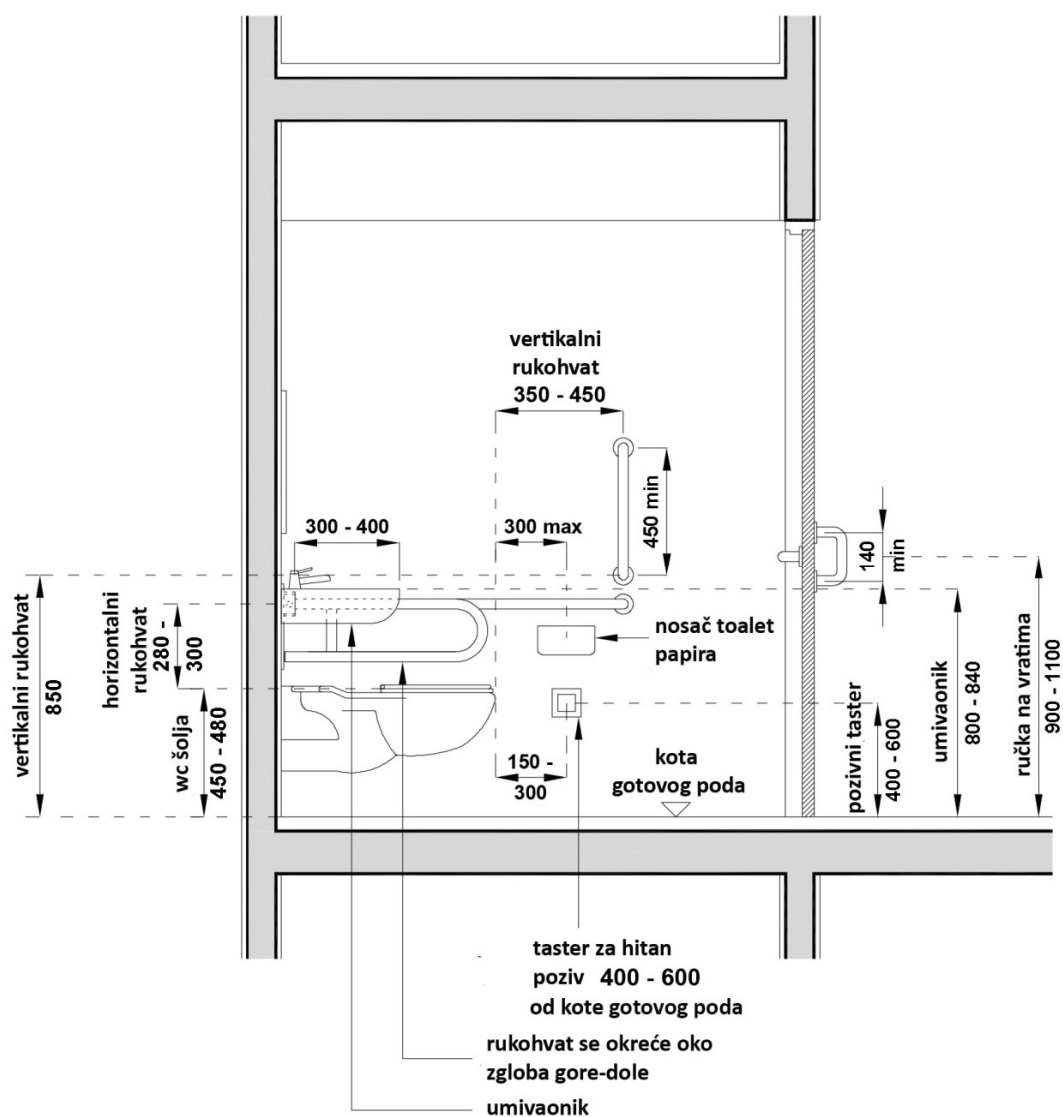 vertikalni
rukohvat
350 - 450
450 min
300 - 400
300 max
140
min
vertikalni rukohvat
850
horizontalni
rukohvat
280 -
300
wc šolja
450 - 480
nosač toalet
papira
150 -
300
kota
gotovog poda
pozivni taster
400 - 600
umivaonik
800 - 840
ručka na vratima
900 - 1100
taster za hitan
poziv 400 - 600
od kote gotovog poda
rukohvat se okreće oko
zgloba gore-dole
umivaonik